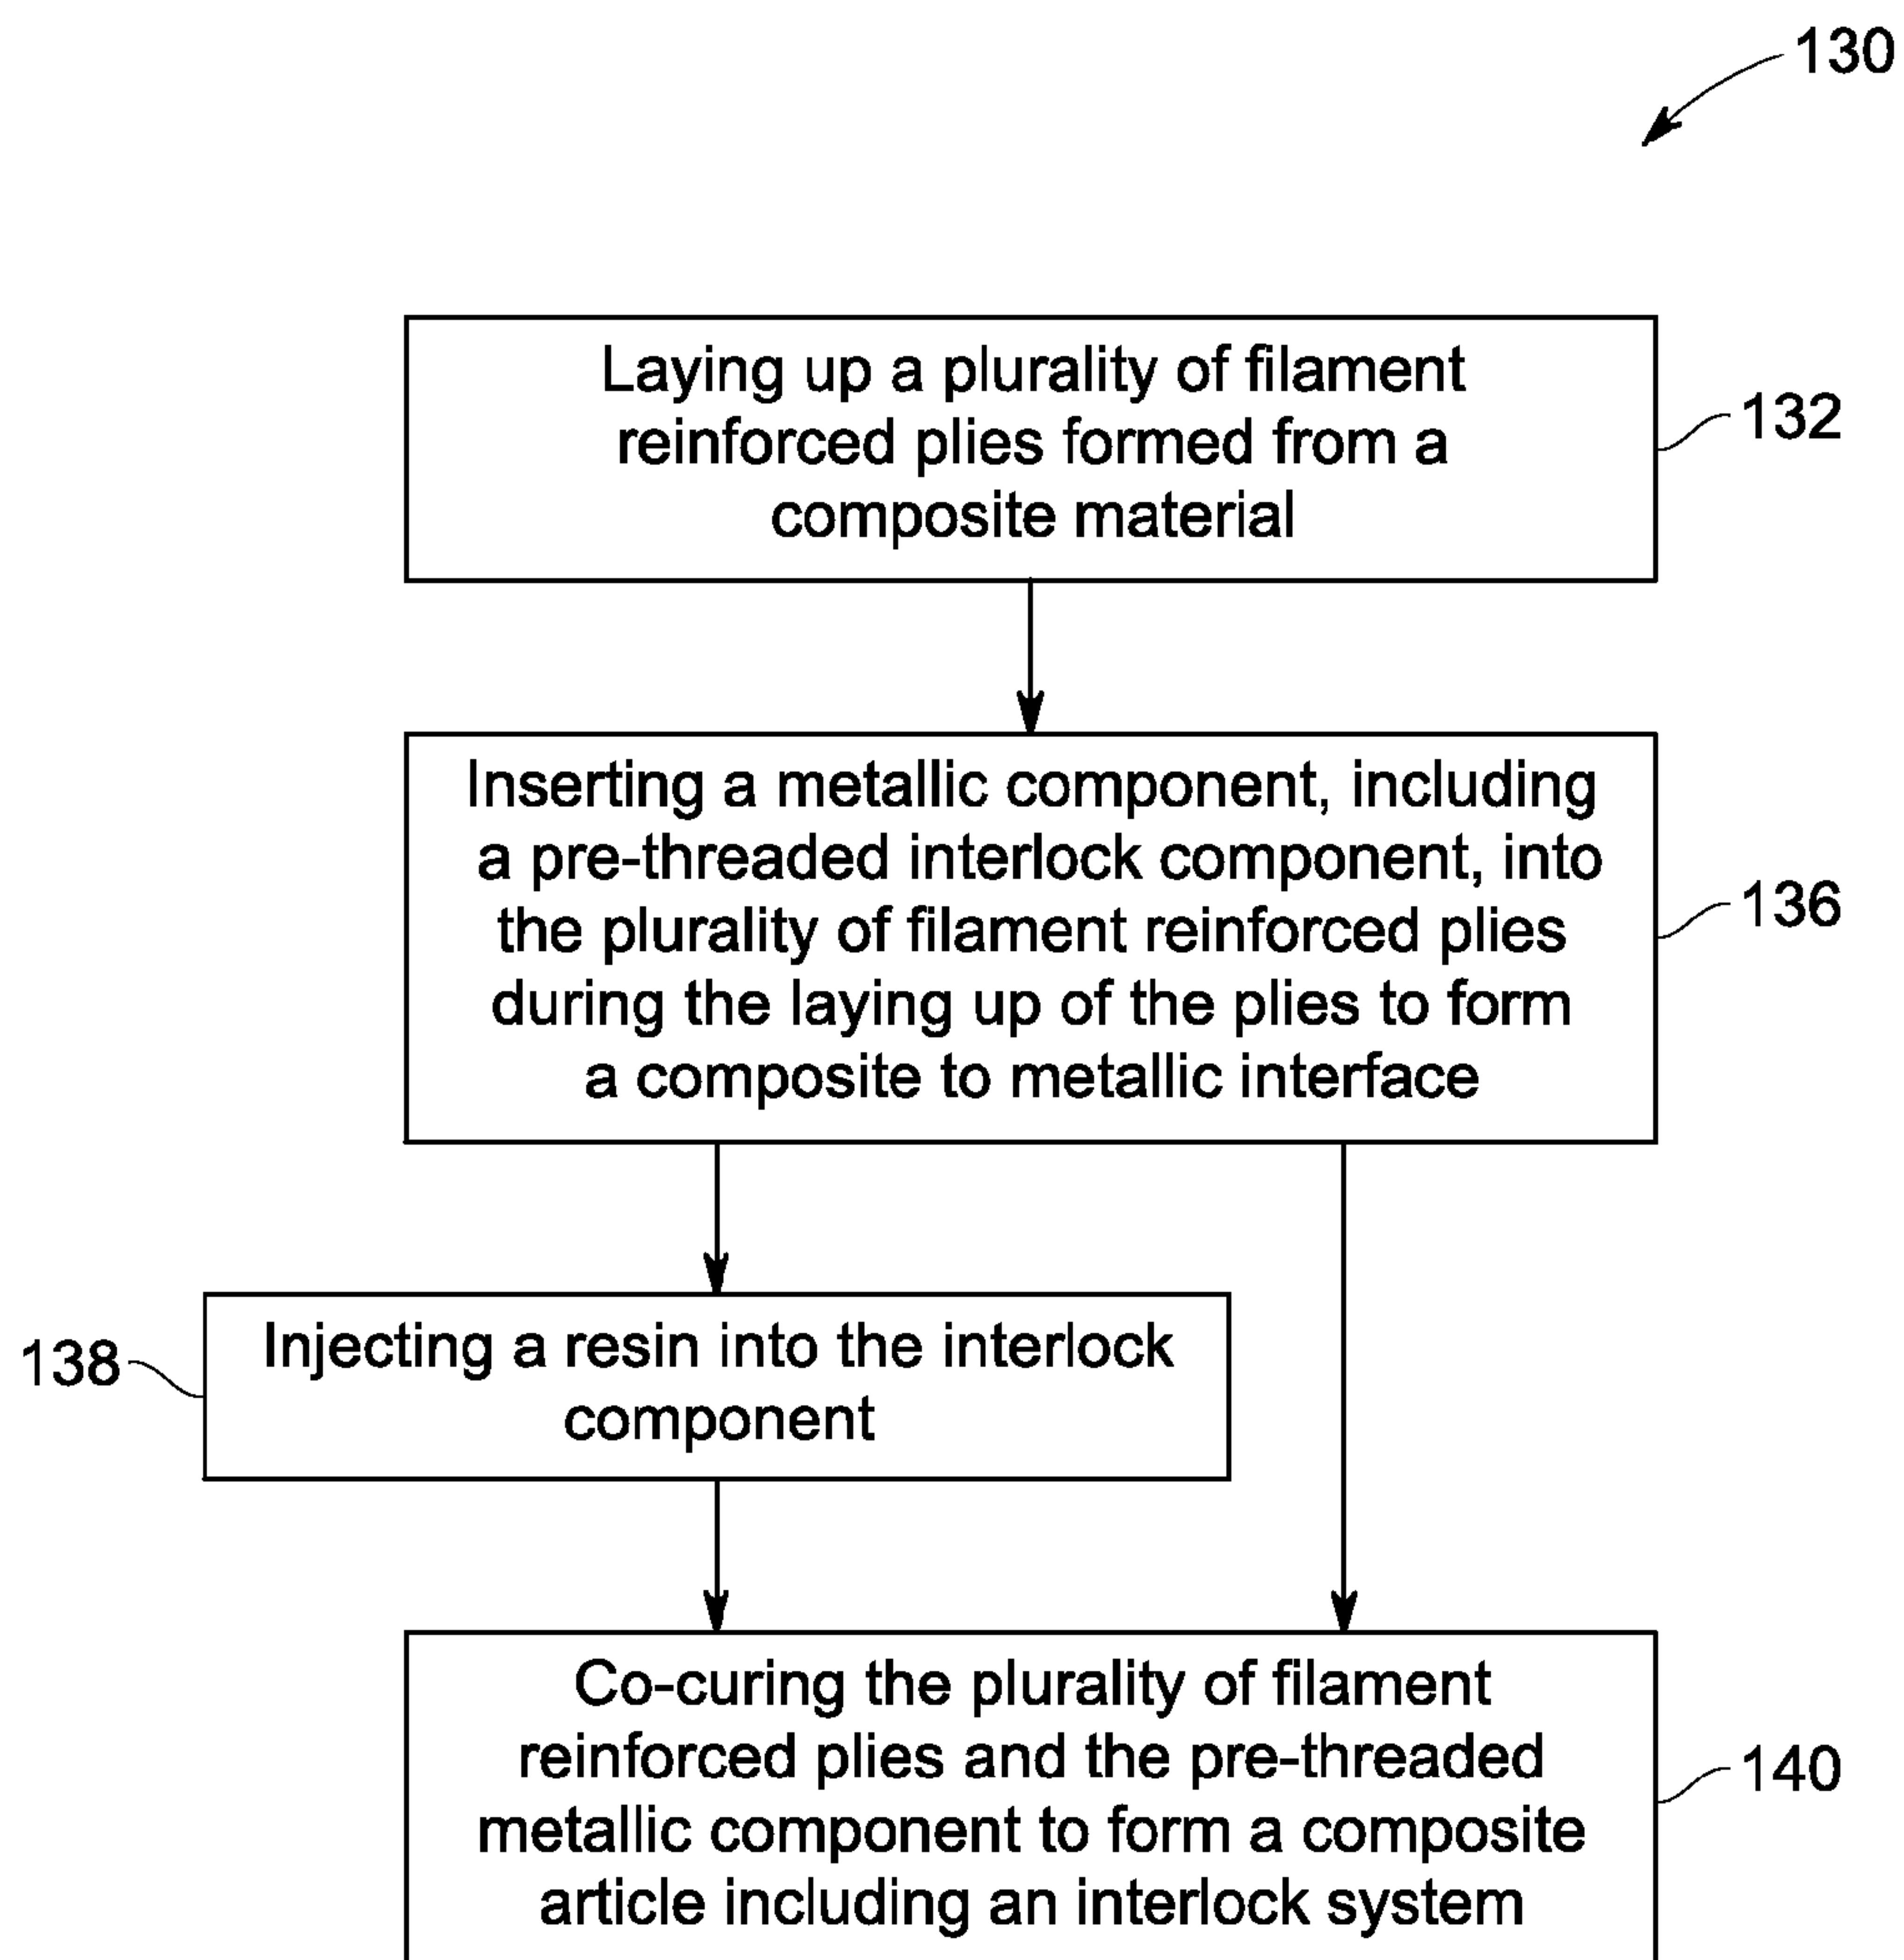 130
Laying up a plurality of filament
reinforced plies formed from a
composite material
132
Inserting a metallic component, including
a pre-threaded interlock component, into
the plurality of filament reinforced plies
during the laying up of the plies to form
a composite to metallic interface
136
138
Injecting a resin into the interlock
component
Co-curing the plurality of filament
reinforced plies and the pre-threaded
metallic component to form a composite
article including an interlock system
140